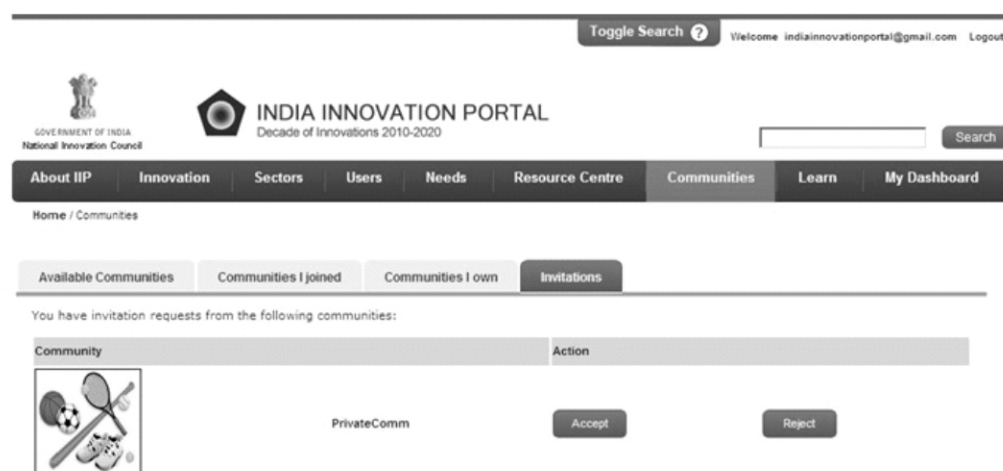 Toggle Search ?
Welcome indiainnovationportal@gmail.com Logout
GOVERNMENT OF INDIA
National Innovation Council
INDIA INNOVATION PORTAL
Decade of Innovations 2010-2020
Search
About IIP Innovation Sectors Users Needs Resource Centre Communities Learn My Dashboard
Home / Communities
Available Communities Communities I joined Communities I own Invitations
You have invitation requests from the following communities:
Community Action
PrivateComm Accept Reject